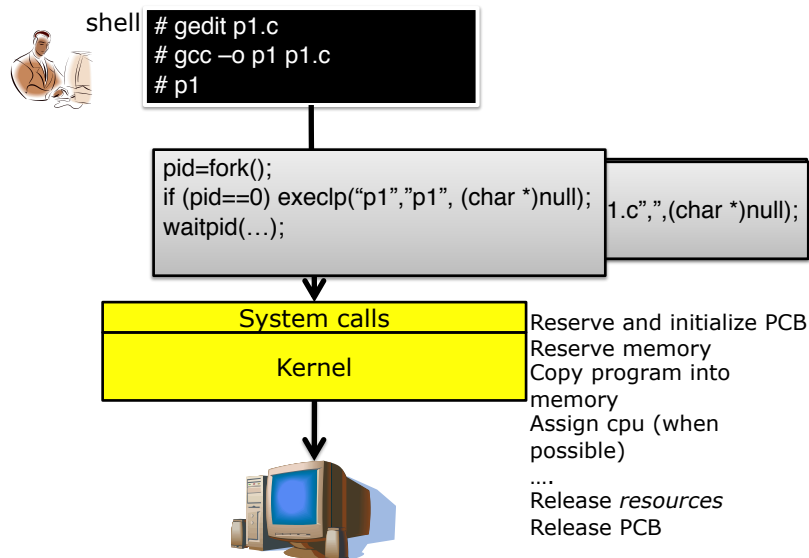 shell
# gedit p1.c
# gcc –o p1 p1.c
# p1
pid=fork();
if (pid==0) execlp(“p1”,”p1”, (char *)null);
waitpid(…);
1.c”,”,(char *)null);
System calls
Kernel
Reserve and initialize PCB
Reserve memory
Copy program into
memory
Assign cpu (when
possible)
….
Release resources
Release PCB